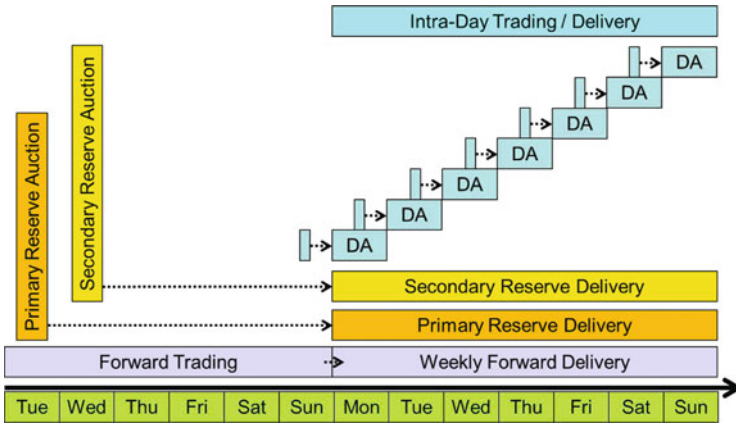 Intra-Day Trading / Delivery
DA
DA
DA
DA
DA
DA
DA
Primary Reserve Auction
Secondary Reserve Auction
Secondary Reserve Delivery
Primary Reserve Delivery
Forward Trading
Weekly Forward Delivery
Tue Wed Thu Fri Sat Sun Mon Tue Wed Thu Fri Sat Sun